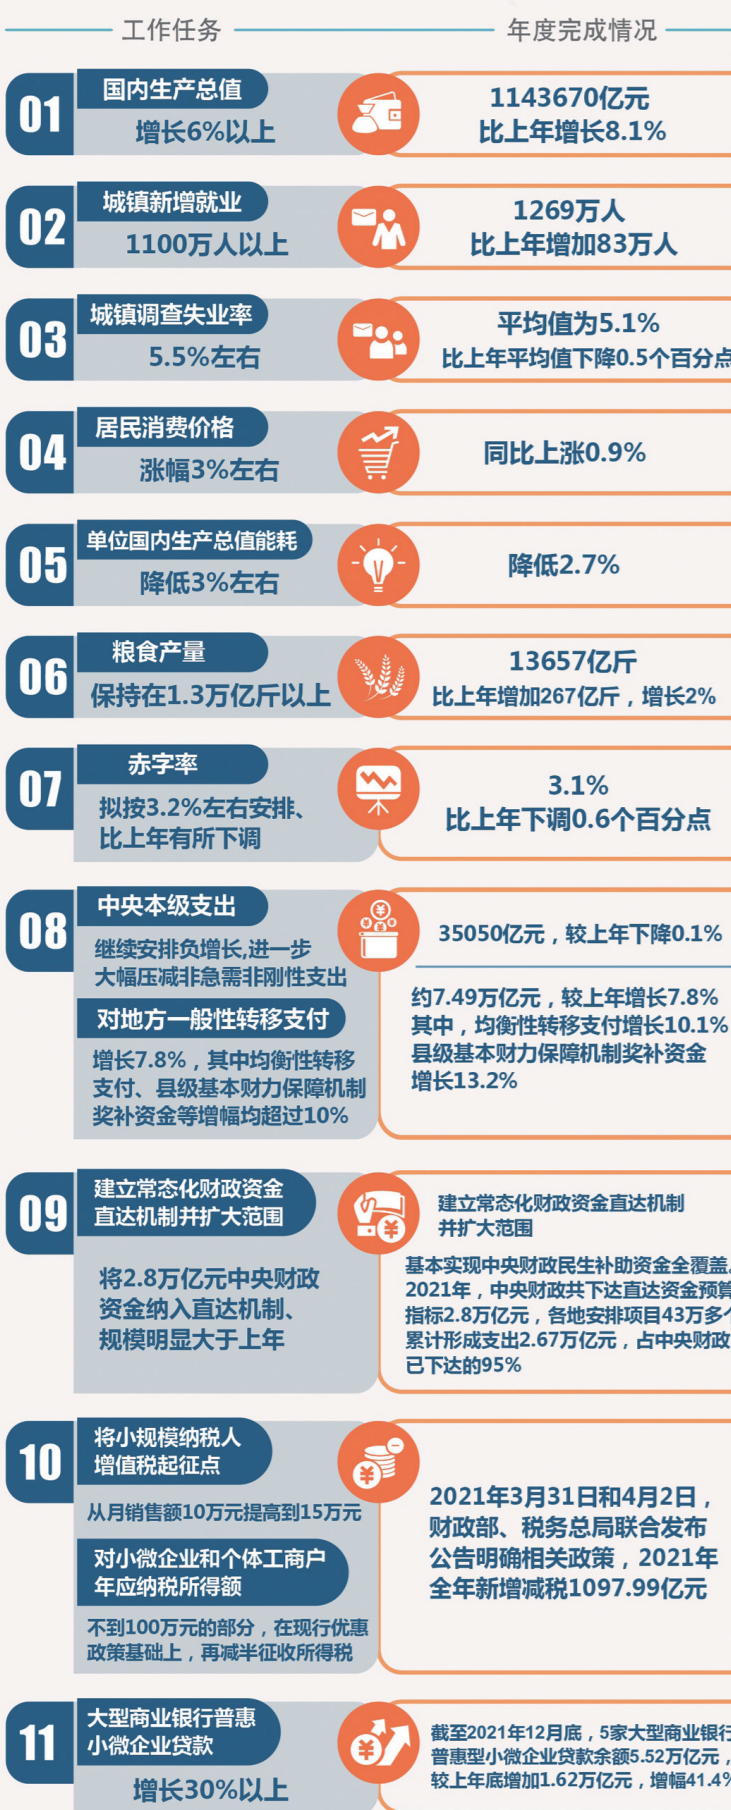 工作任务
年度完成情况
01
国内生产总值
增长6%以上
1143670亿元
比上年增长8.1%
02
城镇新增就业
1100万人以上
1269万人
比上年增加83万人
03
城镇调查失业率
5.5%左右
平均值为5.1%
比上年平均值下降0.5个百分点
04
居民消费价格
涨幅3%左右
同比上涨0.9%
05
单位国内生产总值能耗
降低3%左右
降低2.7%
06
粮食产量
保持在1.3万亿斤以上
13657亿斤
比上年增加267亿斤，增长2%
07
赤字率
拟按3.2%左右安排、
比上年有所下调
3.1%
比上年下调0.6个百分点
08
中央本级支出
继续安排负增长,进一步
大幅压减非急需非刚性支出
35050亿元，较上年下降0.1%
对地方一般性转移支付
增长7.8%，其中均衡性转移
支付、县级基本财力保障机制
奖补资金等增幅均超过10%
约7.49万亿元，较上年增长7.8%
其中，均衡性转移支付增长10.1%
县级基本财力保障机制奖补资金
增长13.2%
09
建立常态化财政资金
直达机制并扩大范围
将2.8万亿元中央财政
资金纳入直达机制、
规模明显大于上年
建立常态化财政资金直达机制
并扩大范围
基本实现中央财政民生补助资金全覆盖。
2021年，中央财政共下达直达资金预算
指标2.8万亿元，各地安排项目43万多个
累计形成支出2.67万亿元，占中央财政
已下达的95%
10
将小规模纳税人
增值税起征点
从月销售额10万元提高到15万元
对小微企业和个体工商户
年应纳税所得额
不到100万元的部分，在现行优惠
政策基础上，再减半征收所得税
2021年3月31日和4月2日，
财政部、税务总局联合发布
公告明确相关政策，2021年
全年新增减税1097.99亿元
11
大型商业银行普惠
小微企业贷款
增长30%以上
截至2021年12月底，5家大型商业银行
普惠型小微企业贷款余额5.52万亿元，
较上年底增加1.62万亿元，增幅41.4%